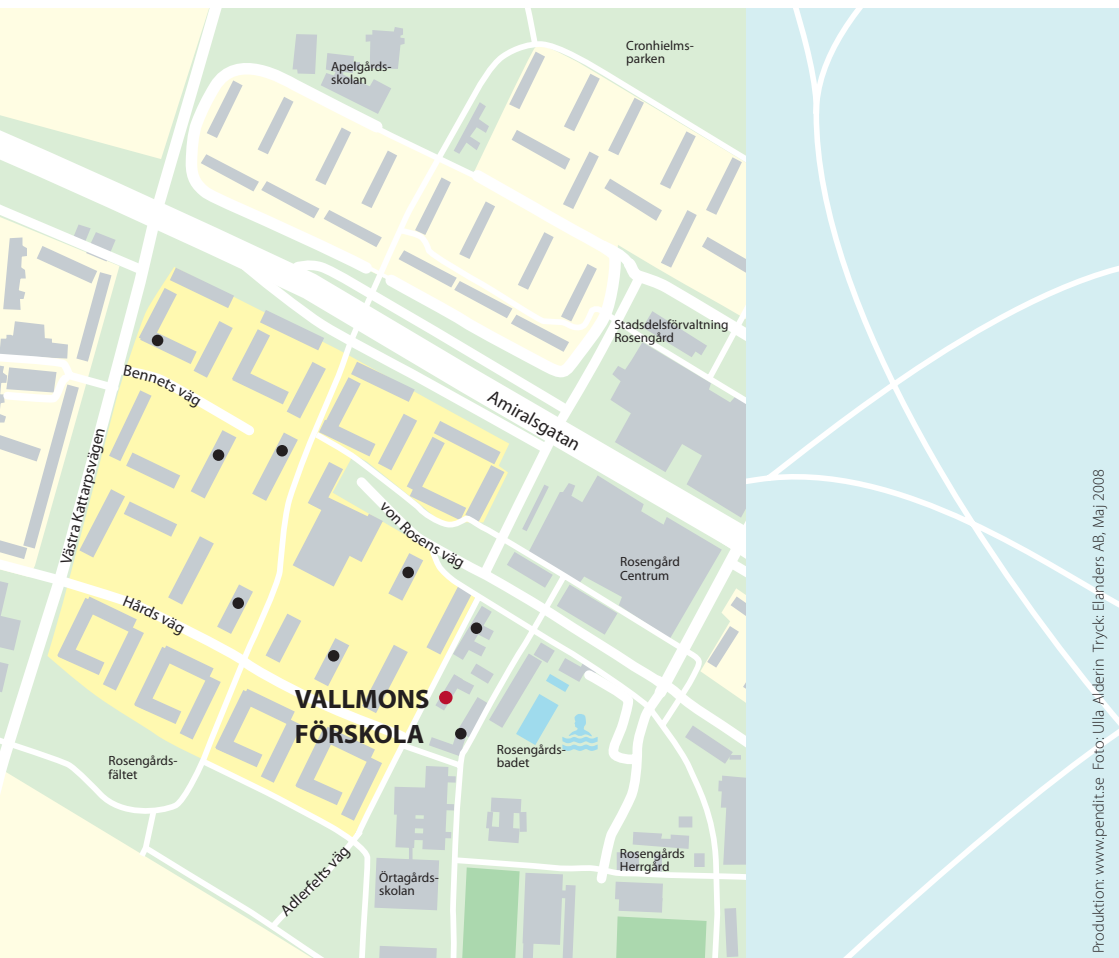 Cronhielms-
parken
Apelgårds-
skolan
Stadsdelsförvaltning
Rosengård
Bennets väg
Amiralsgatan
Västra Kattarpsvägen
von Rosens väg
Rosengård
Centrum
Hårds väg
VALLMONS
FÖRSKOLA
Rosengårds-
badet
Rosengårds-
fältet
Rosengårds
Herrgård
Adlerfelts väg
Örtagårds-
skolan
Produktion: www.pendit.se Foto: Ulla Alderin Tryck: Elanders AB, Maj 2008